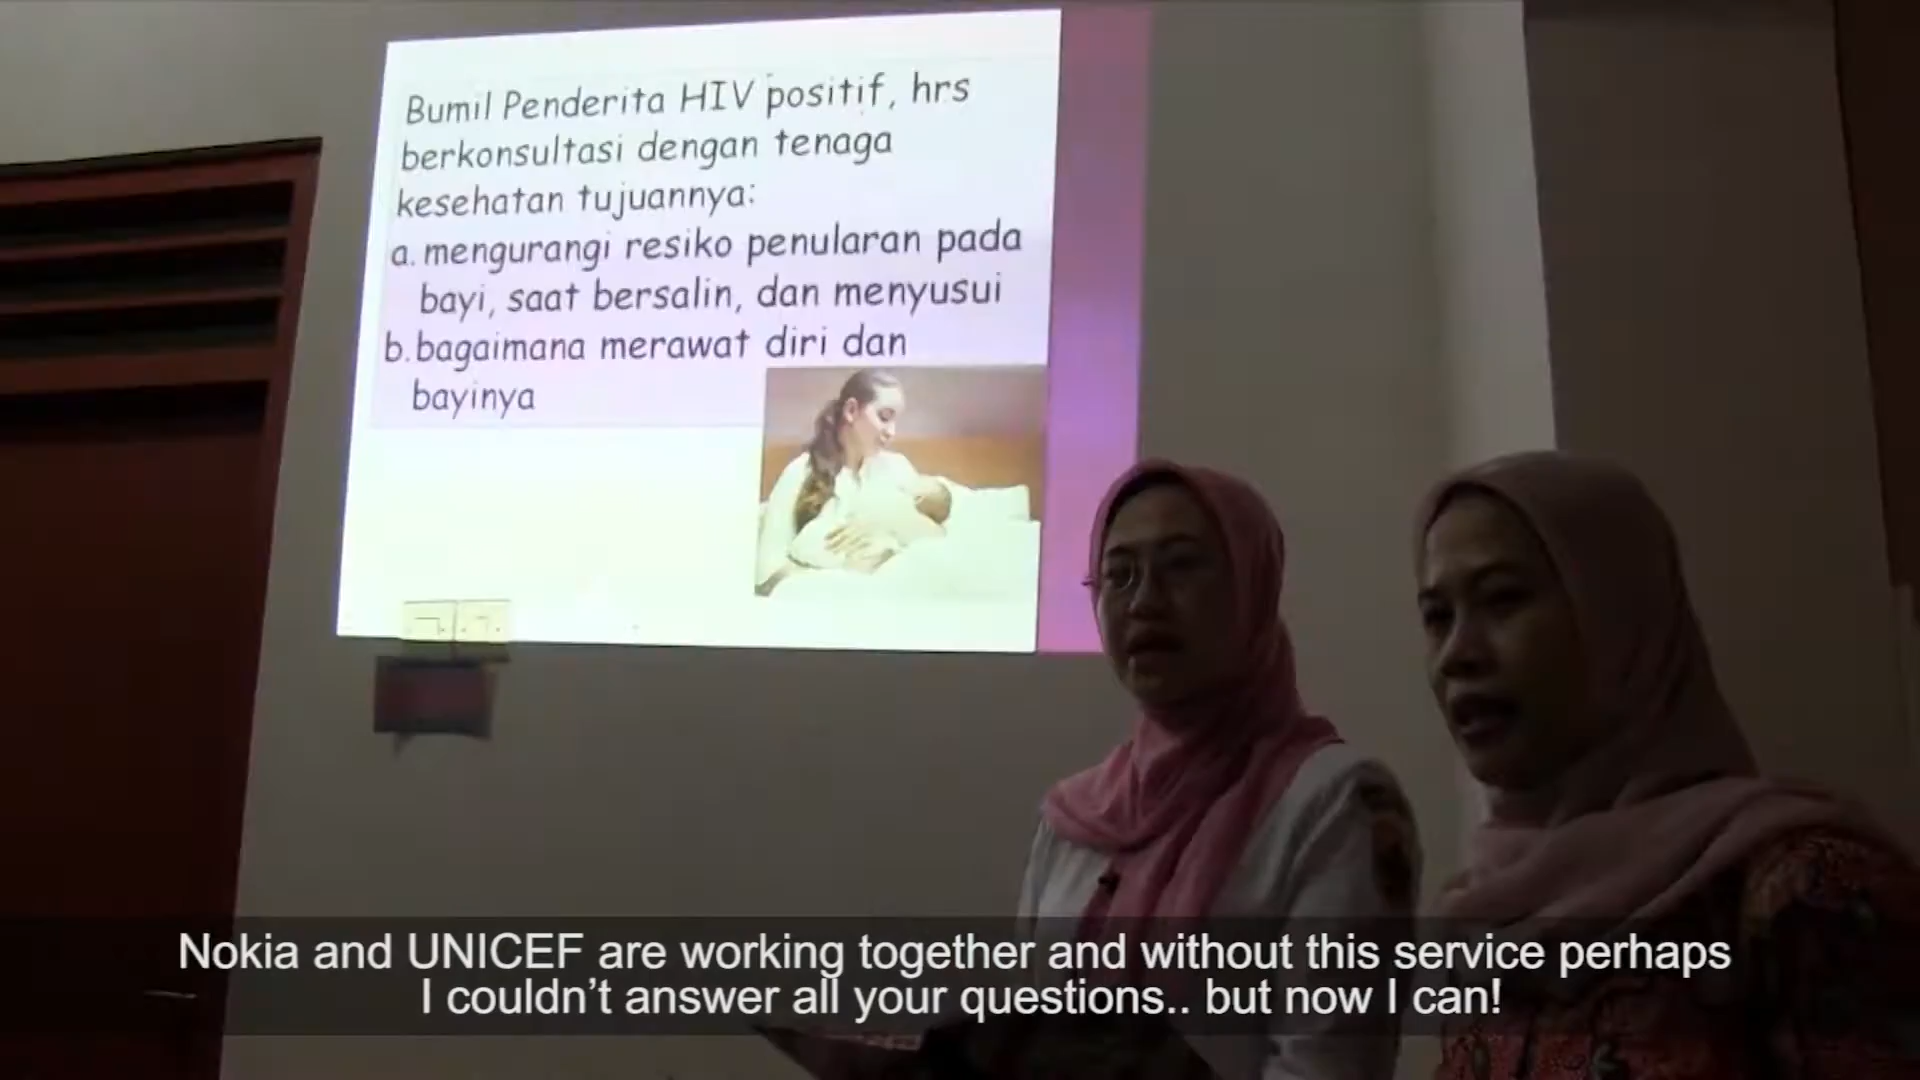 Bumil Penderita HIV positif, hrs
berkonsultasi dengan tenaga
kesehatan tujuannya:
a. mengurangi resiko penularan pada
bayi, saat bersalin, dan menyusui
b. bagaimana merawat diri dan
bayinya
Nokia and UNICEF are working together and without this service perhaps
I couldn't answer all your questions.. but now I can!